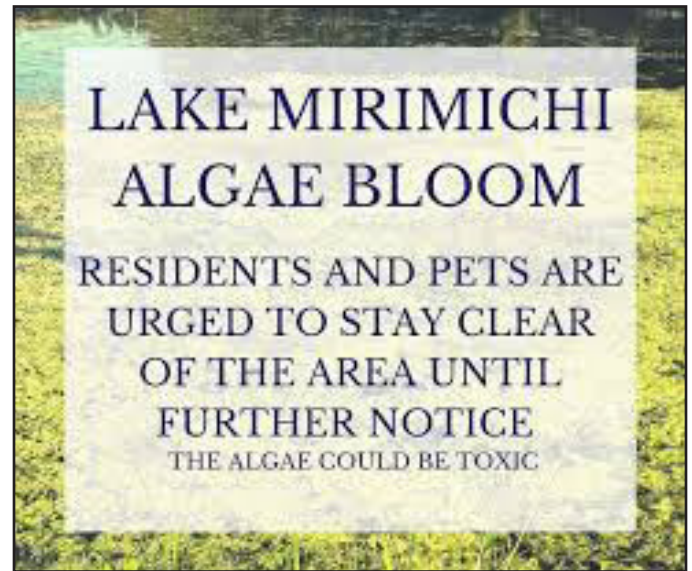 LAKE MIRIMICHI
ALGAE BLOOM
RESIDENTS AND PETS ARE
URGED TO STAY CLEAR
OF THE AREA UNTIL
FURTHER NOTICE
THE ALGAE COULD BE TOXIC